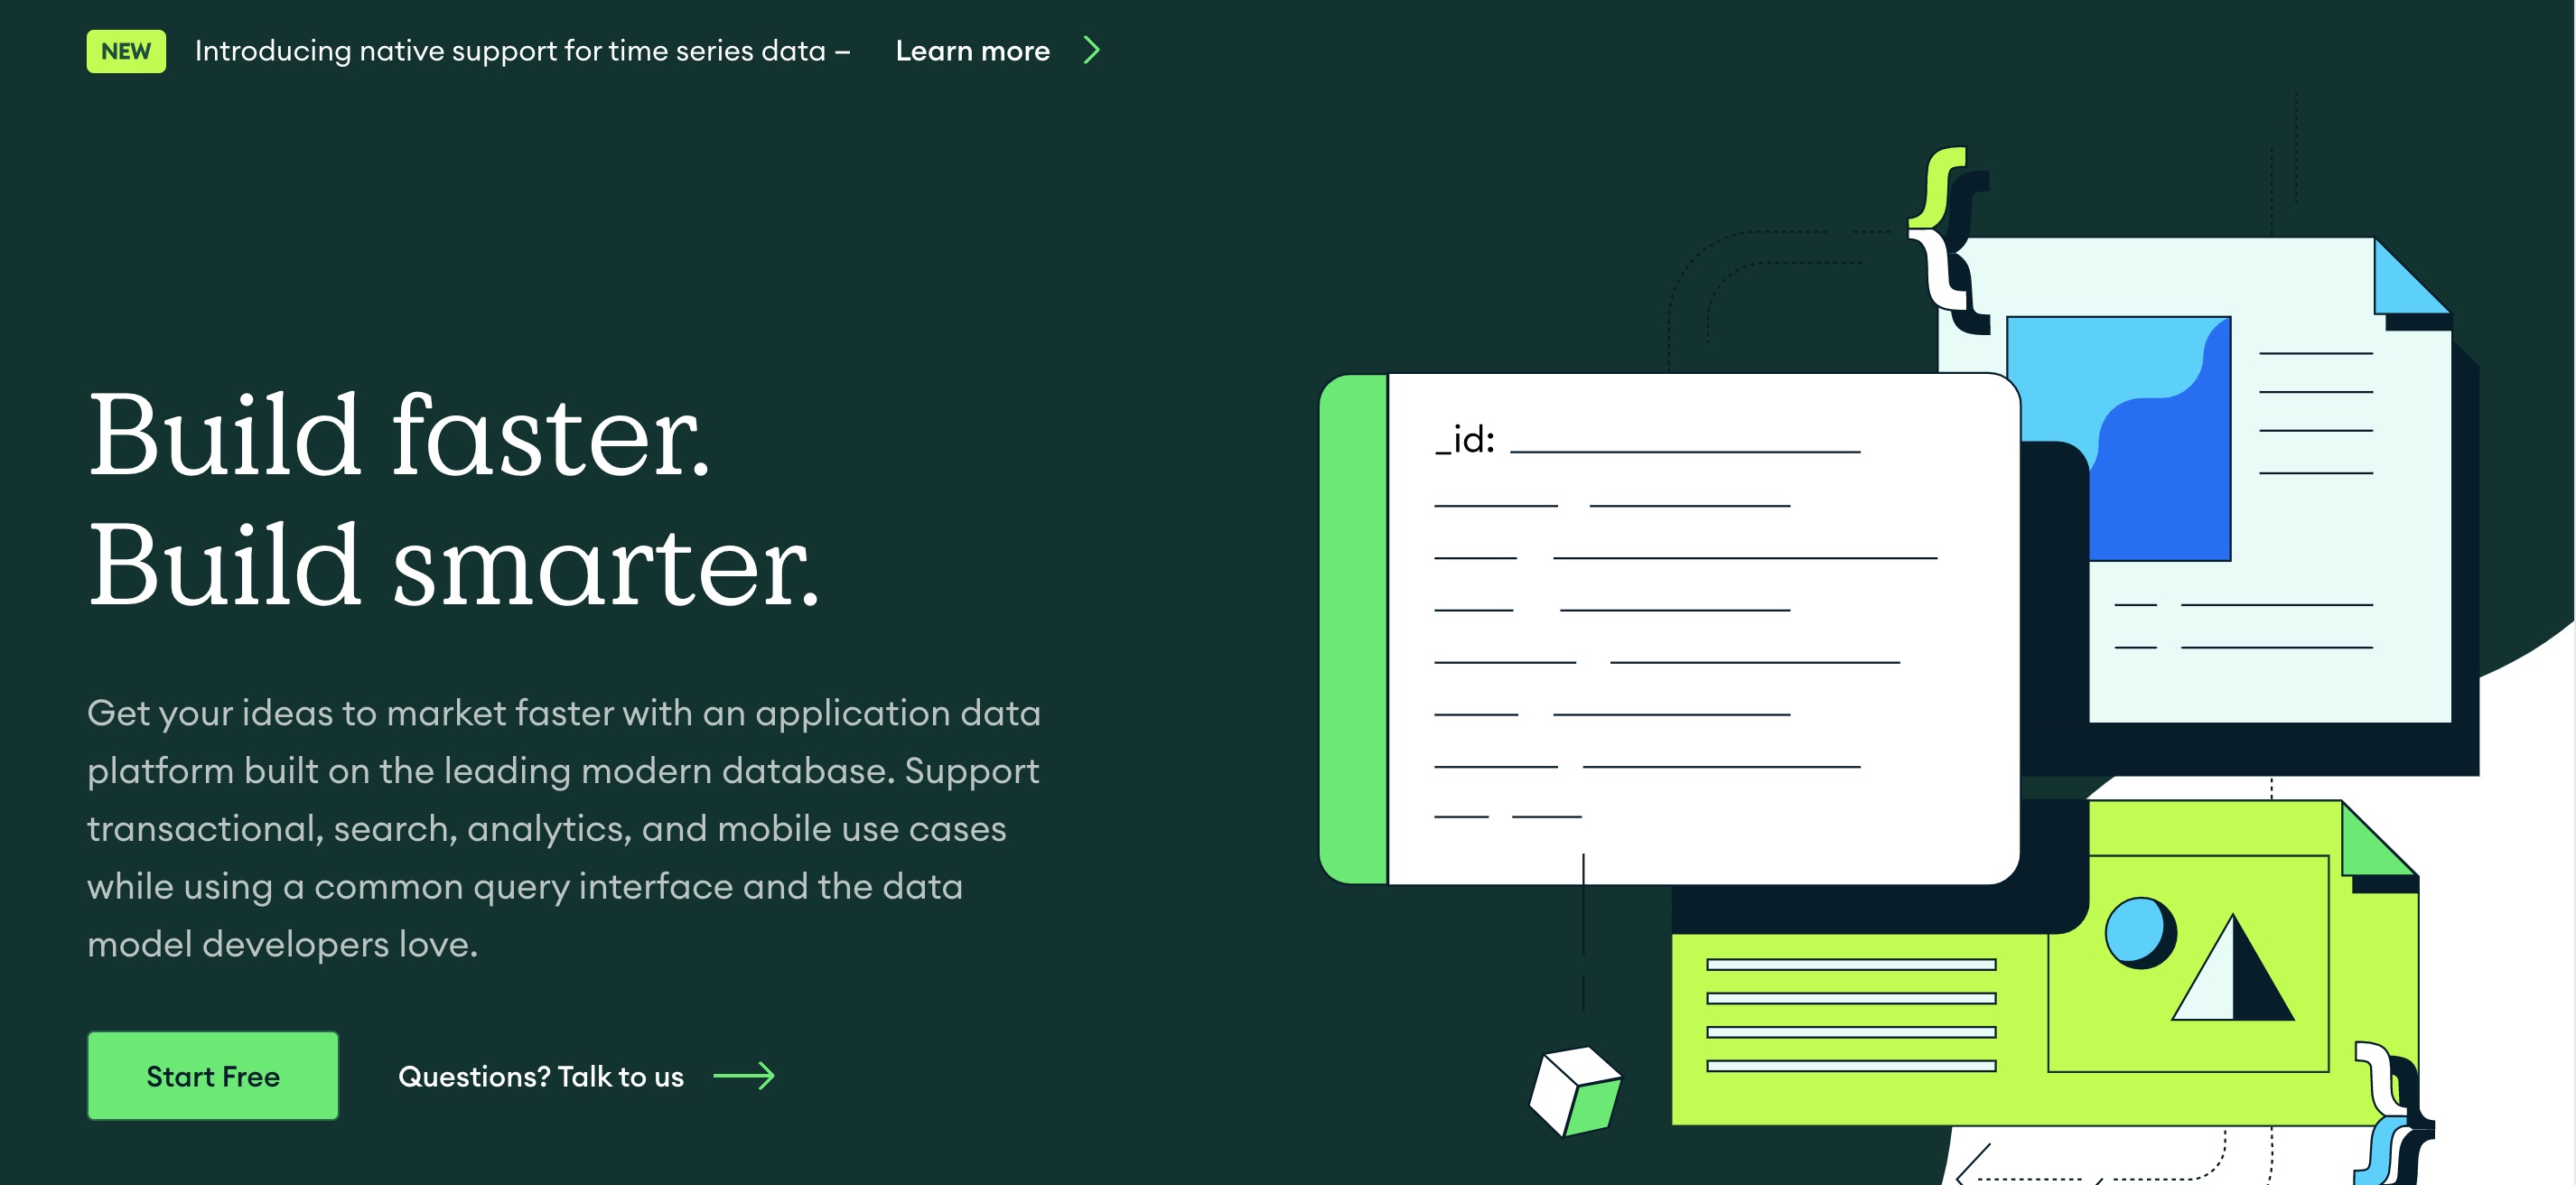 NEW Introducing native support for time series data – Learn more
Build faster.
Build smarter.
Get your ideas to market faster with an application data
platform built on the leading modern database. Support
transactional, search, analytics, and mobile use cases
while using a common query interface and the data
model developers love.
Start Free Questions? Talk to us
{
_id:
}